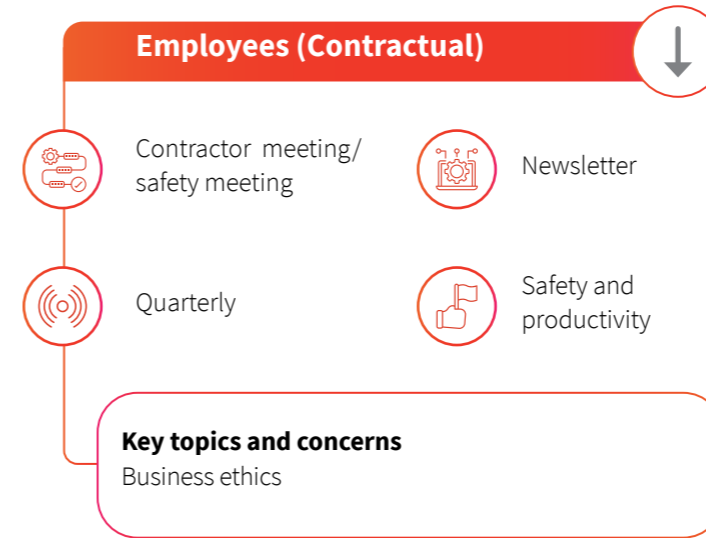 Employees (Contractual)
Contractor meeting/
safety meeting
Newsletter
Quarterly
Safety and
productivity
Key topics and concerns
Business ethics